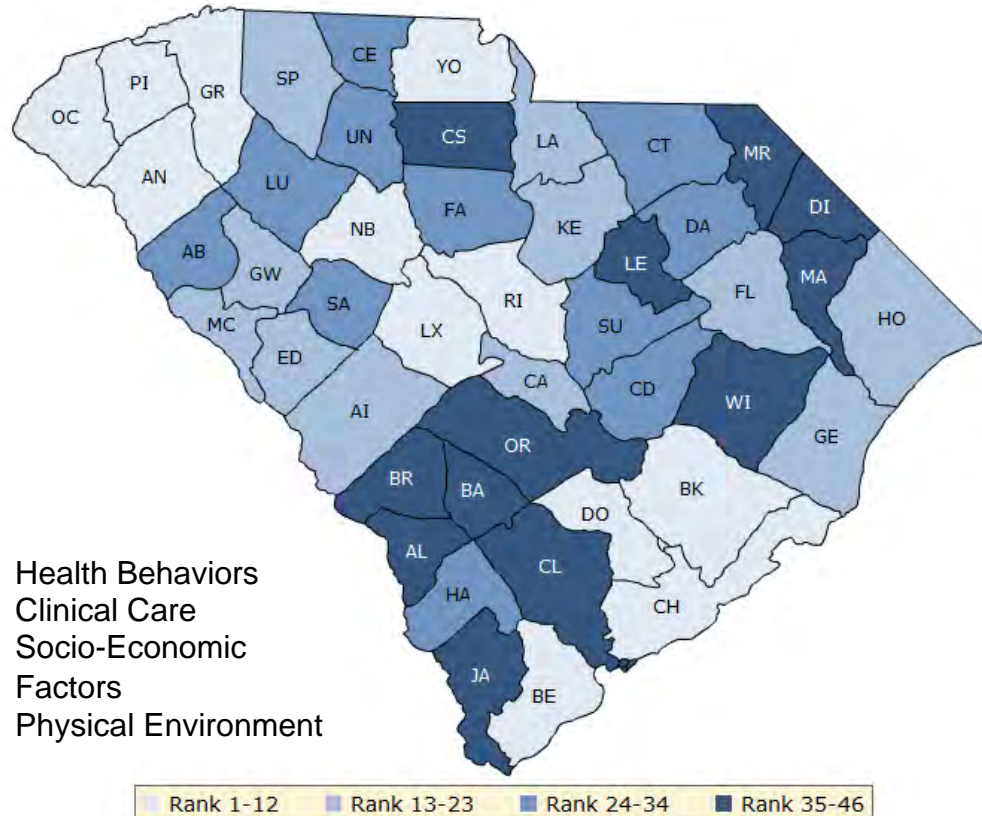 CE
YO
PI
SP
GR
OC
UN
CS
LA
CT
MR
AN
LU
DI
FA
NB
KE
DA
AB
GW
LE
MA
SA
RI
FL
HO
MC
LX
SU
ED
CA
CD
AI
WI
GE
OR
BR
BA
BK
DO
AL
CL
HA
CH
JA
BE
Health Behaviors
Clinical Care
Socio-Economic
Factors
Physical Environment
Rank 1-12 Rank 13-23 Rank 24-34 Rank 35-46